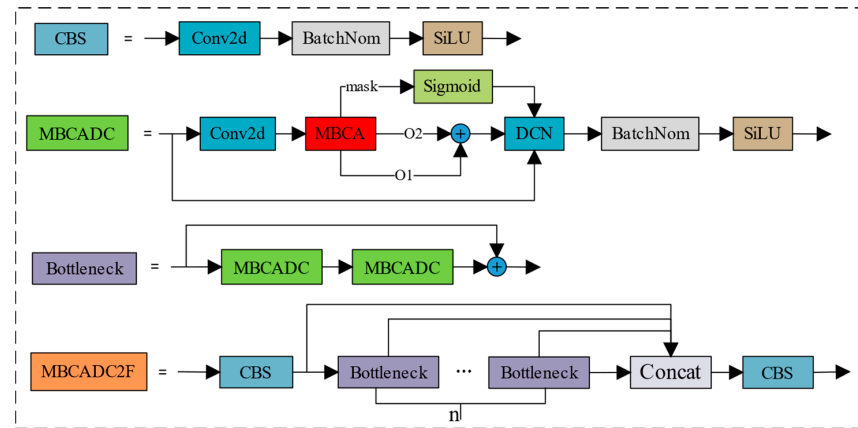 CBS = Conv2d BatchNom SiLU
mask Sigmoid
MBCADC = Conv2d MBCA O2 + DCN BatchNom SiLU
O1
Bottleneck = MBCADC MBCADC +
MBCADC2F = CBS Bottleneck ... Bottleneck Concat CBS
n